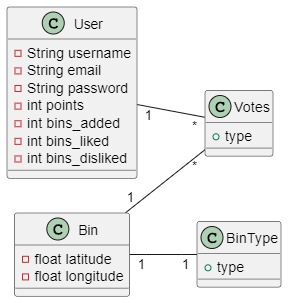 C User
String username
String email
String password
int points
int bins_added
int bins_liked
int bins_disliked
1
*
C Votes
type
*
1
C Bin
float latitude
float longitude
1
1
C BinType
type